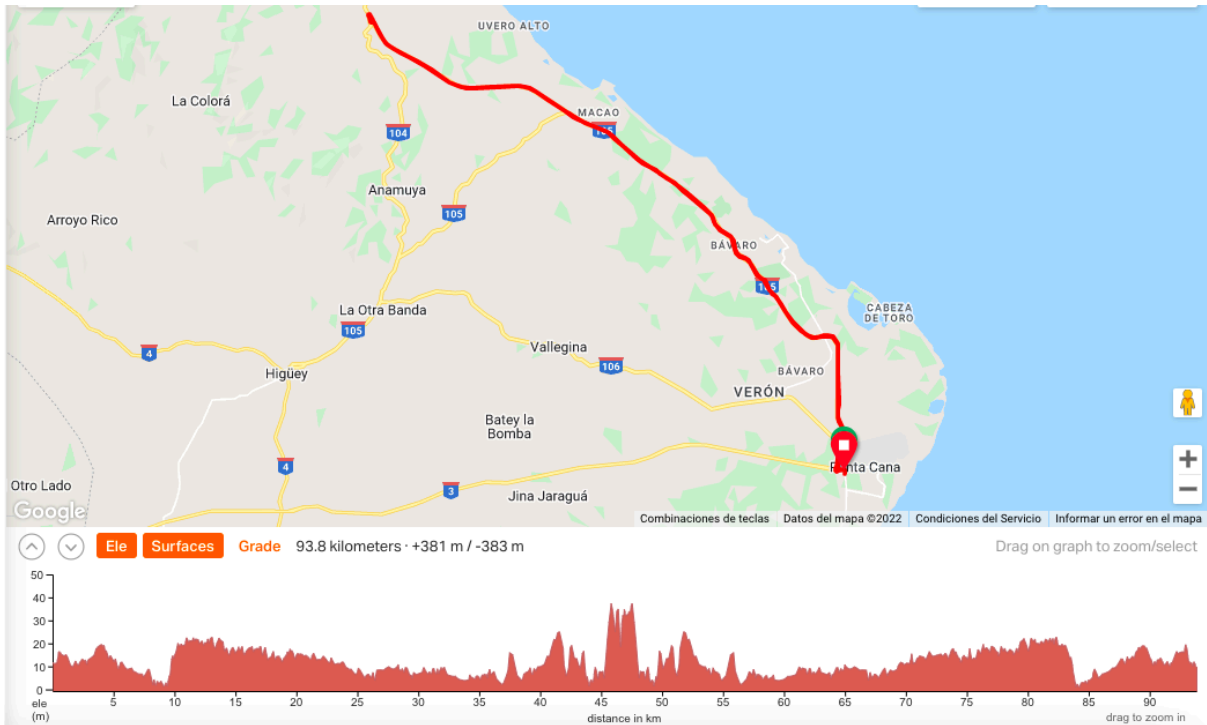 UVERO ALTO
La Colorá
MACAO
105
104
Anamuya
105
Arroyo Rico
BÁVARO
105
CABEZA
DE TORO
La Otra Banda
105
4
Vallegina
106
Higüey
BÁVARO
VERÓN
Batey la
Bomba
4
Punta Cana
Otro Lado
3
Jina Jaraguá
Google
Combinaciones de teclas Datos del mapa ©2022 Condiciones del Servicio Informar un error en el mapa
Ele Surfaces Grade 93.8 kilometers · +381 m / -383 m Drag on graph to zoom/select
50
40
30
20
10
0
ele
(m)
5 10 15 20 25 30 35 40 45 50 55 60 65 70 75 80 85 90
distance in km
drag to zoom in